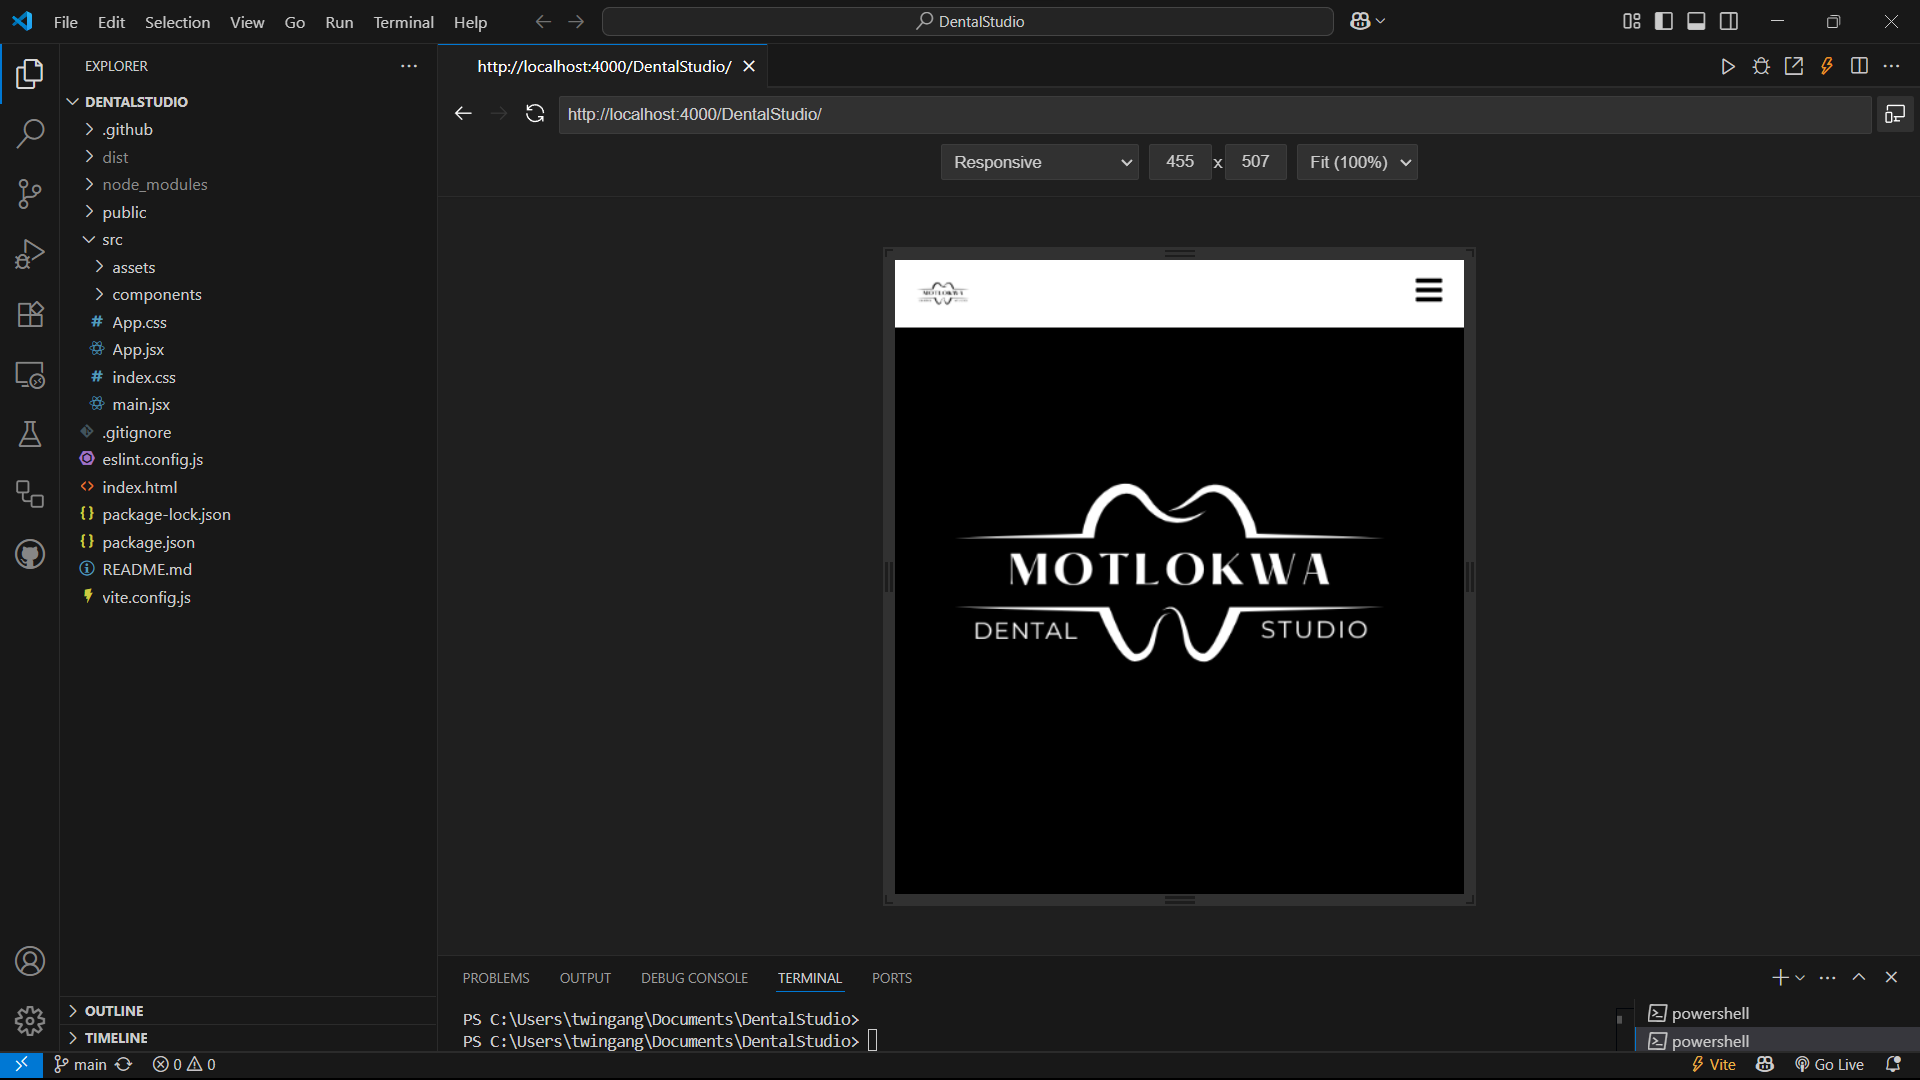 File Edit Selection View Go Run Terminal Help DentalStudio
EXPLORER
http://localhost:4000/DentalStudio/
DENTALSTUDIO
.github
dist
node_modules
public
src
assets
components
App.css
App.jsx
index.css
main.jsx
.gitignore
eslint.config.js
index.html
package-lock.json
package.json
README.md
vite.config.js
OUTLINE
TIMELINE
http://localhost:4000/DentalStudio/
Responsive 455 x 507 Fit (100%)
MOTLOKWA
MOTLOKWA
DENTAL STUDIO
PROBLEMS OUTPUT DEBUG CONSOLE TERMINAL PORTS
PS C:\Users\twingang\Documents\DentalStudio>
PS C:\Users\twingang\Documents\DentalStudio>
powershell
powershell
main 0 0 Vite Go Live